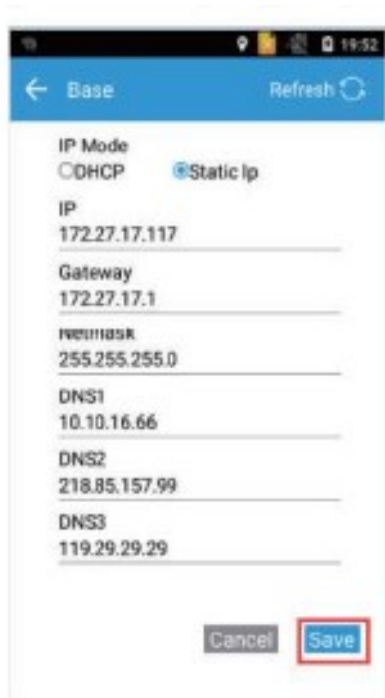 19:52
Base Refresh
IP Mode
DHCP Static Ip
IP
172.27.17.117
Gateway
172.27.17.1
Netmask
255.255.255.0
DNS1
10.10.16.66
DNS2
218.85.157.99
DNS3
119.29.29.29
Cancel Save